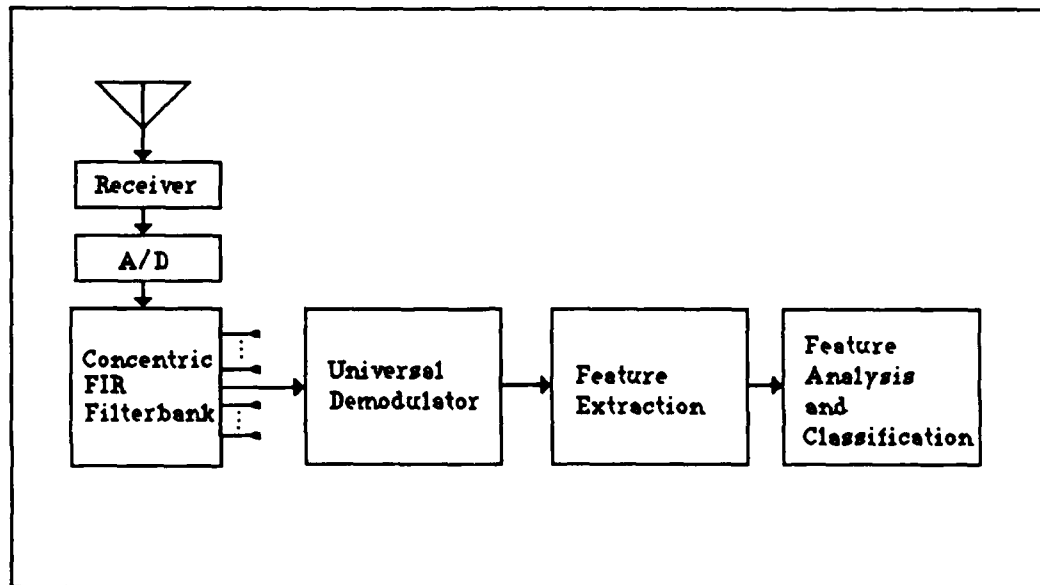 Receiver
A/D
Concentric
FIR
Filterbank
Universal
Demodulator
Feature
Extraction
Feature
Analysis
and
Classification